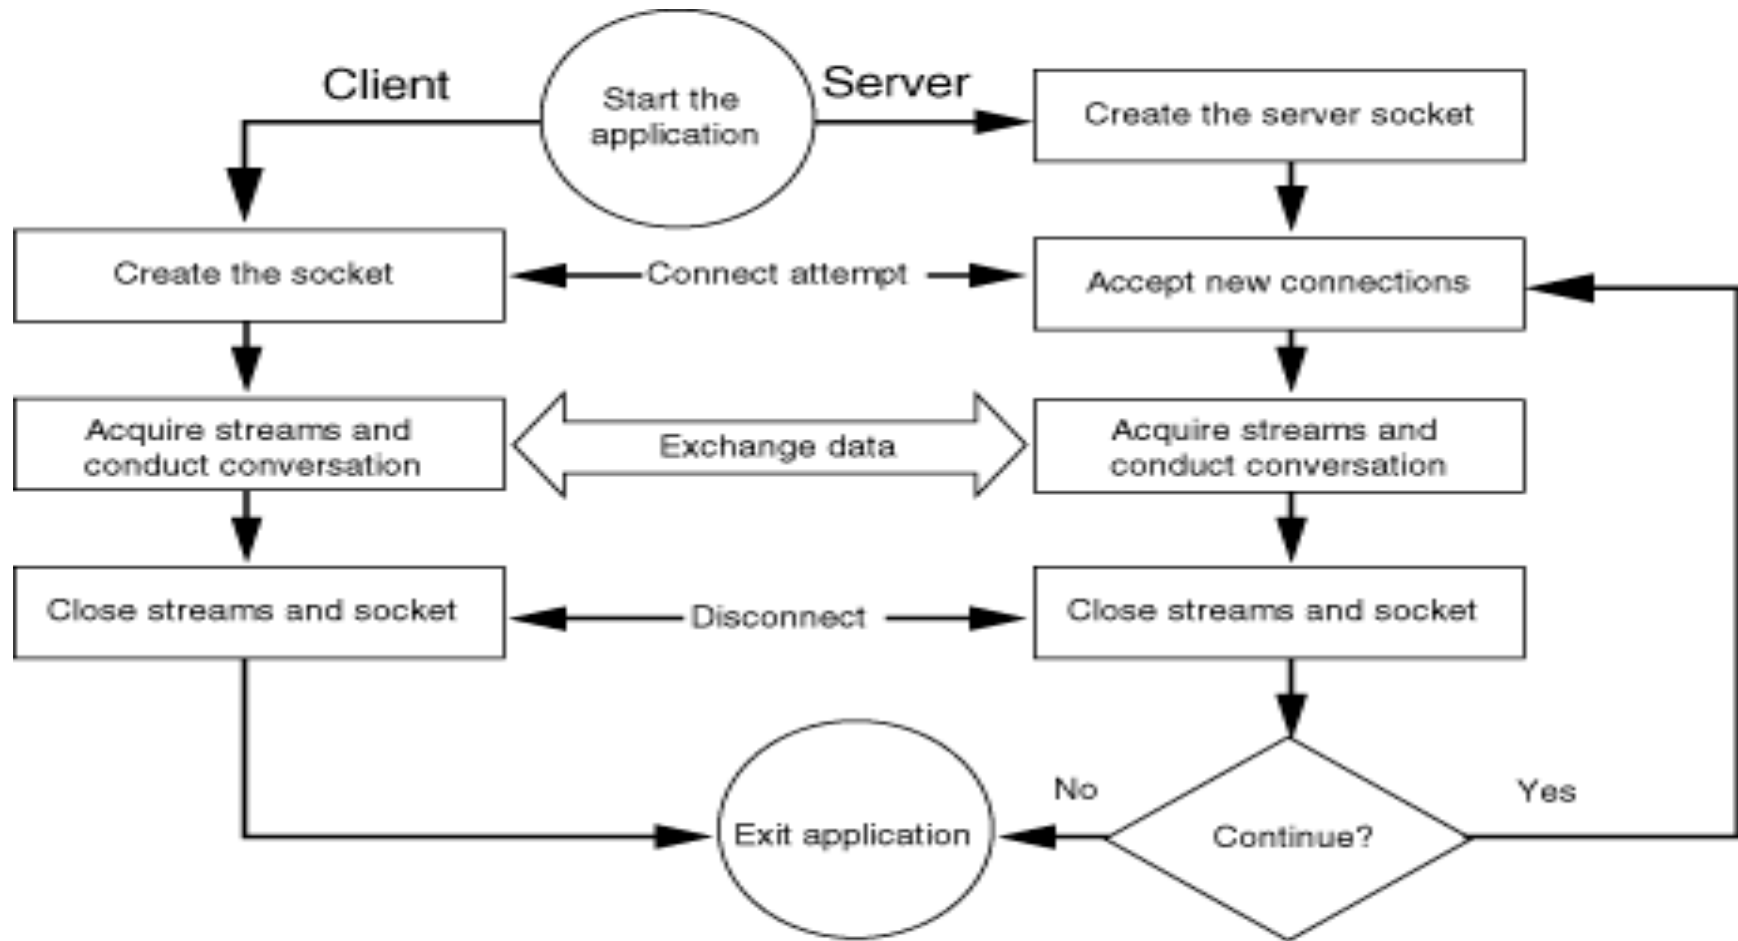 Client
Start the
application
Server
Create the server socket
Create the socket
Connect attempt
Accept new connections
Acquire streams and
conduct conversation
Exchange data
Acquire streams and
conduct conversation
Close streams and socket
Disconnect
Close streams and socket
No
Yes
Exit application
Continue?